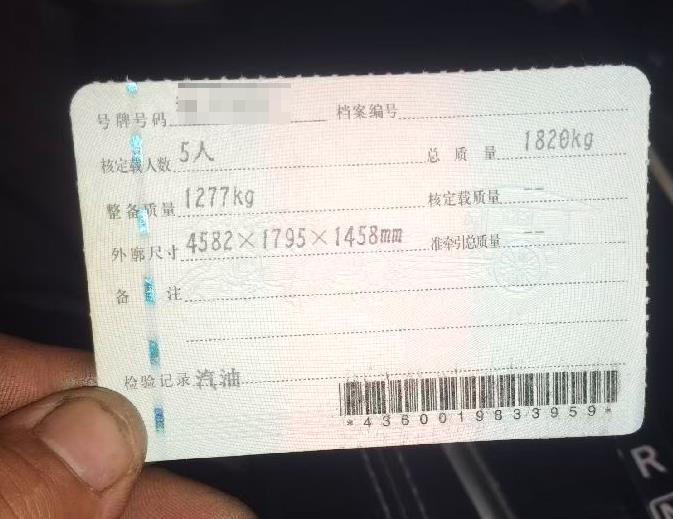 号牌号码 档案编号
核定载人数 5人 总质量 1820kg
整备质量 1277kg 核定载质量 --
外廓尺寸 4582×1795×1458mm 准牵引总质量 --
备注
检验记录 汽油
*4360019833959*
R